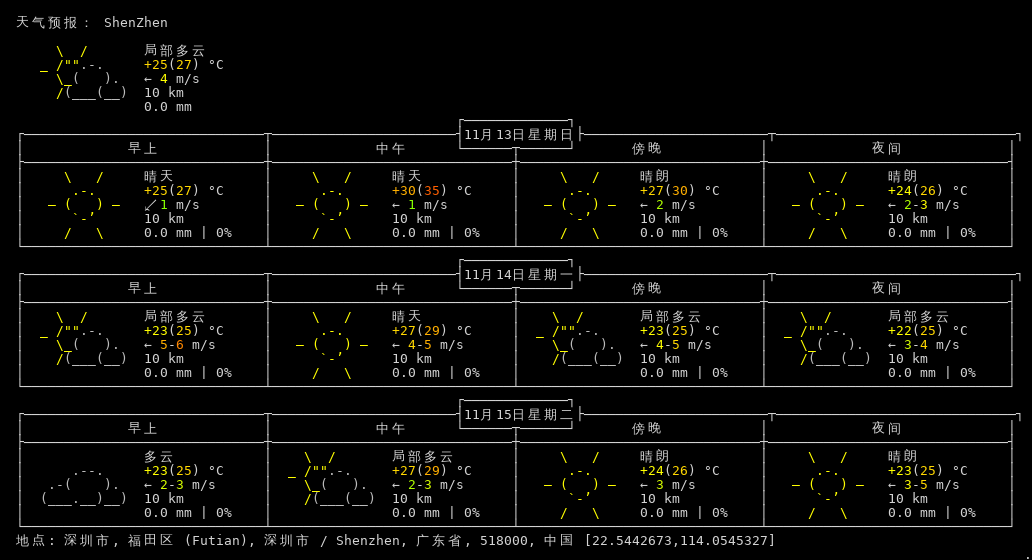 天气预报： ShenZhen
局部多云
+25(27) °C
← 4 m/s
10 km
0.0 mm
11月13日星期日
早上 中午 傍晚 夜间
晴天 晴天 晴朗 晴朗
+25(27) °C +30(35) °C +27(30) °C +24(26) °C
↙ 1 m/s ← 1 m/s ← 2 m/s ← 2-3 m/s
10 km 10 km 10 km 10 km
0.0 mm | 0% 0.0 mm | 0% 0.0 mm | 0% 0.0 mm | 0%
11月14日星期一
早上 中午 傍晚 夜间
局部多云 晴天 局部多云 局部多云
+23(25) °C +27(29) °C +23(25) °C +22(25) °C
← 5-6 m/s ← 4-5 m/s ← 4-5 m/s ← 3-4 m/s
10 km 10 km 10 km 10 km
0.0 mm | 0% 0.0 mm | 0% 0.0 mm | 0% 0.0 mm | 0%
11月15日星期二
早上 中午 傍晚 夜间
多云 局部多云 晴朗 晴朗
+23(25) °C +27(29) °C +24(26) °C +23(25) °C
← 2-3 m/s ← 2-3 m/s ← 3 m/s ← 3-5 m/s
10 km 10 km 10 km 10 km
0.0 mm | 0% 0.0 mm | 0% 0.0 mm | 0% 0.0 mm | 0%
地点: 深圳市, 福田区 (Futian), 深圳市 / Shenzhen, 广东省, 518000, 中国 [22.5442673,114.0545327]